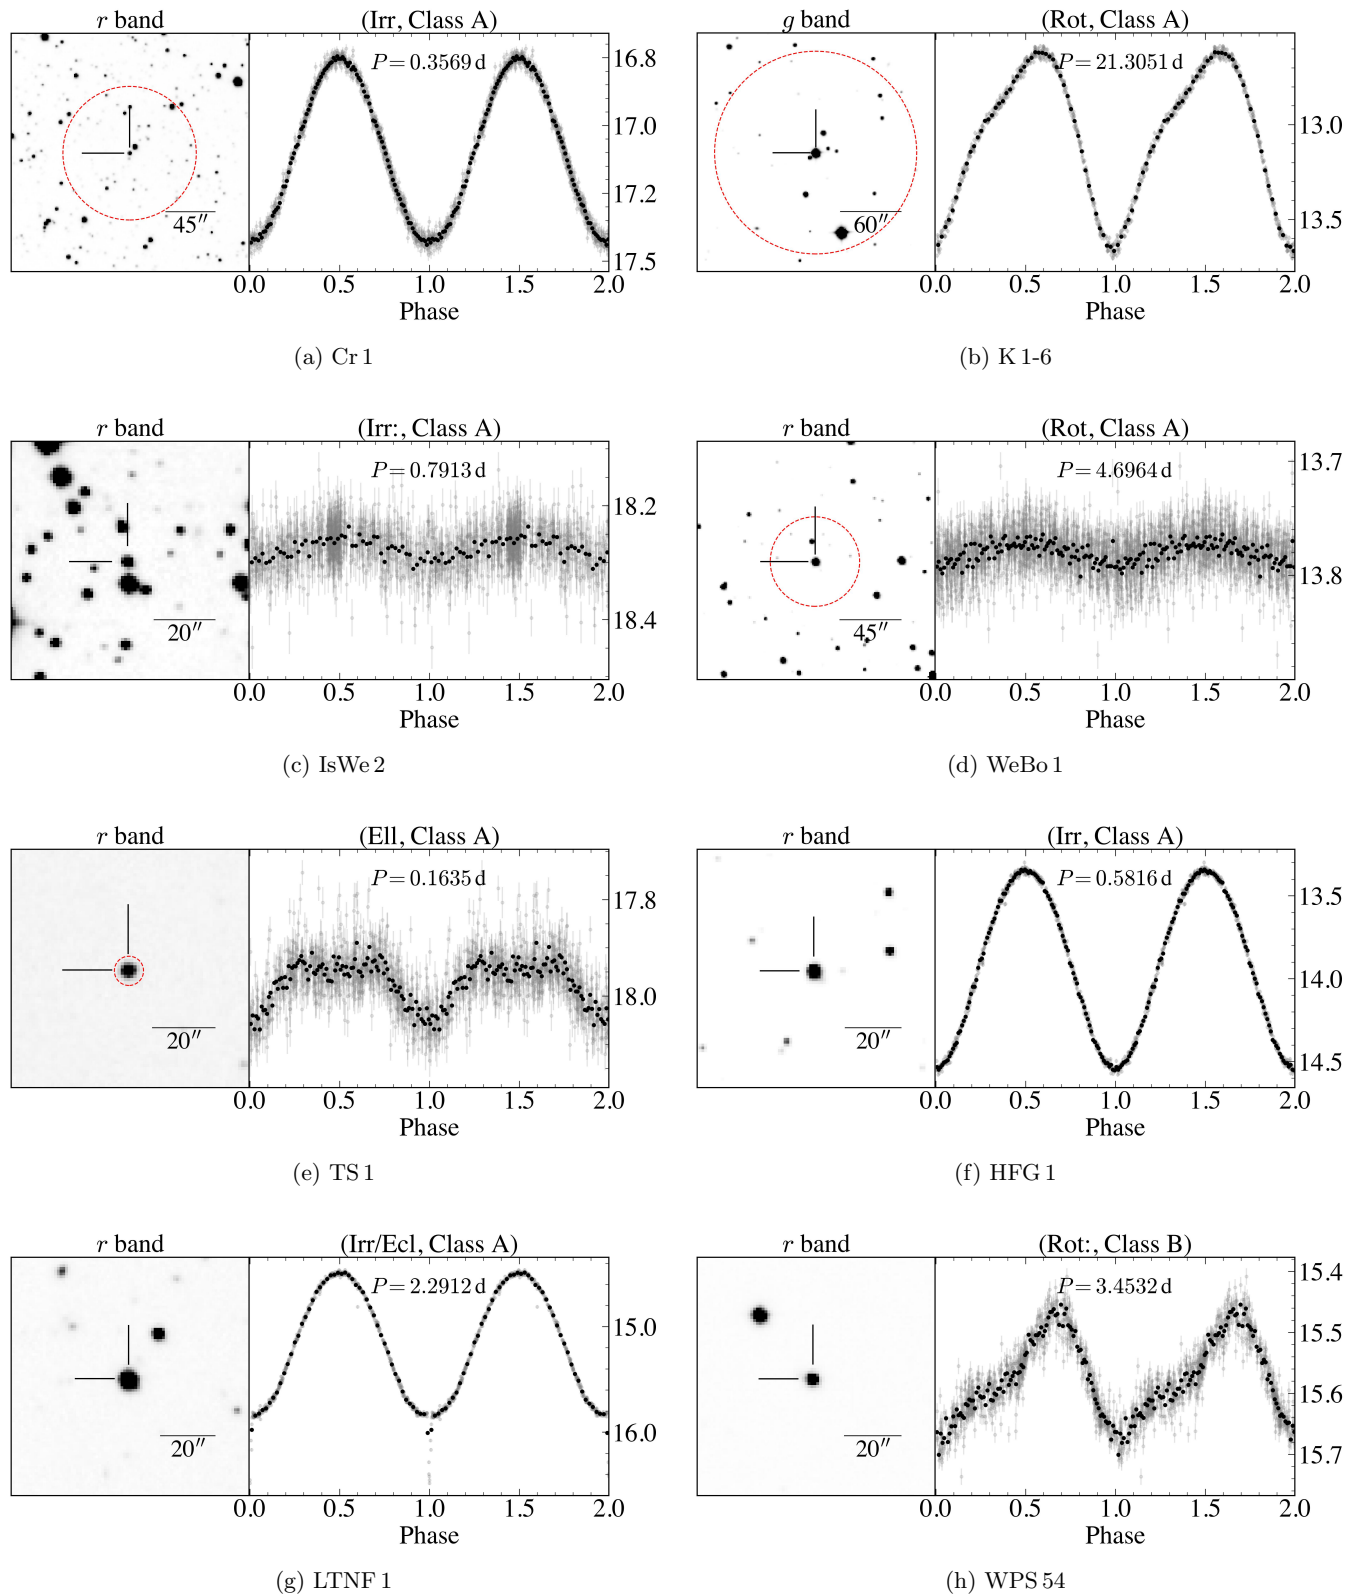 r band (Irr, Class A)
P = 0.3569 d
45″
16.8
17.0
17.2
17.5
0.0 0.5 1.0 1.5 2.0
Phase
(a) Cr 1
g band (Rot, Class A)
P = 21.3051 d
60″
13.0
13.5
0.0 0.5 1.0 1.5 2.0
Phase
(b) K 1-6
r band (Irr:, Class A)
P = 0.7913 d
20″
18.2
18.4
0.0 0.5 1.0 1.5 2.0
Phase
(c) IsWe 2
r band (Rot, Class A)
P = 4.6964 d
45″
13.7
13.8
0.0 0.5 1.0 1.5 2.0
Phase
(d) WeBo 1
r band (Ell, Class A)
P = 0.1635 d
20″
17.8
18.0
0.0 0.5 1.0 1.5 2.0
Phase
(e) TS 1
r band (Irr, Class A)
P = 0.5816 d
20″
13.5
14.0
14.5
0.0 0.5 1.0 1.5 2.0
Phase
(f) HFG 1
r band (Irr/Ecl, Class A)
P = 2.2912 d
20″
15.0
16.0
0.0 0.5 1.0 1.5 2.0
Phase
(g) LTNF 1
r band (Rot:, Class B)
P = 3.4532 d
20″
15.4
15.5
15.6
15.7
0.0 0.5 1.0 1.5 2.0
Phase
(h) WPS 54